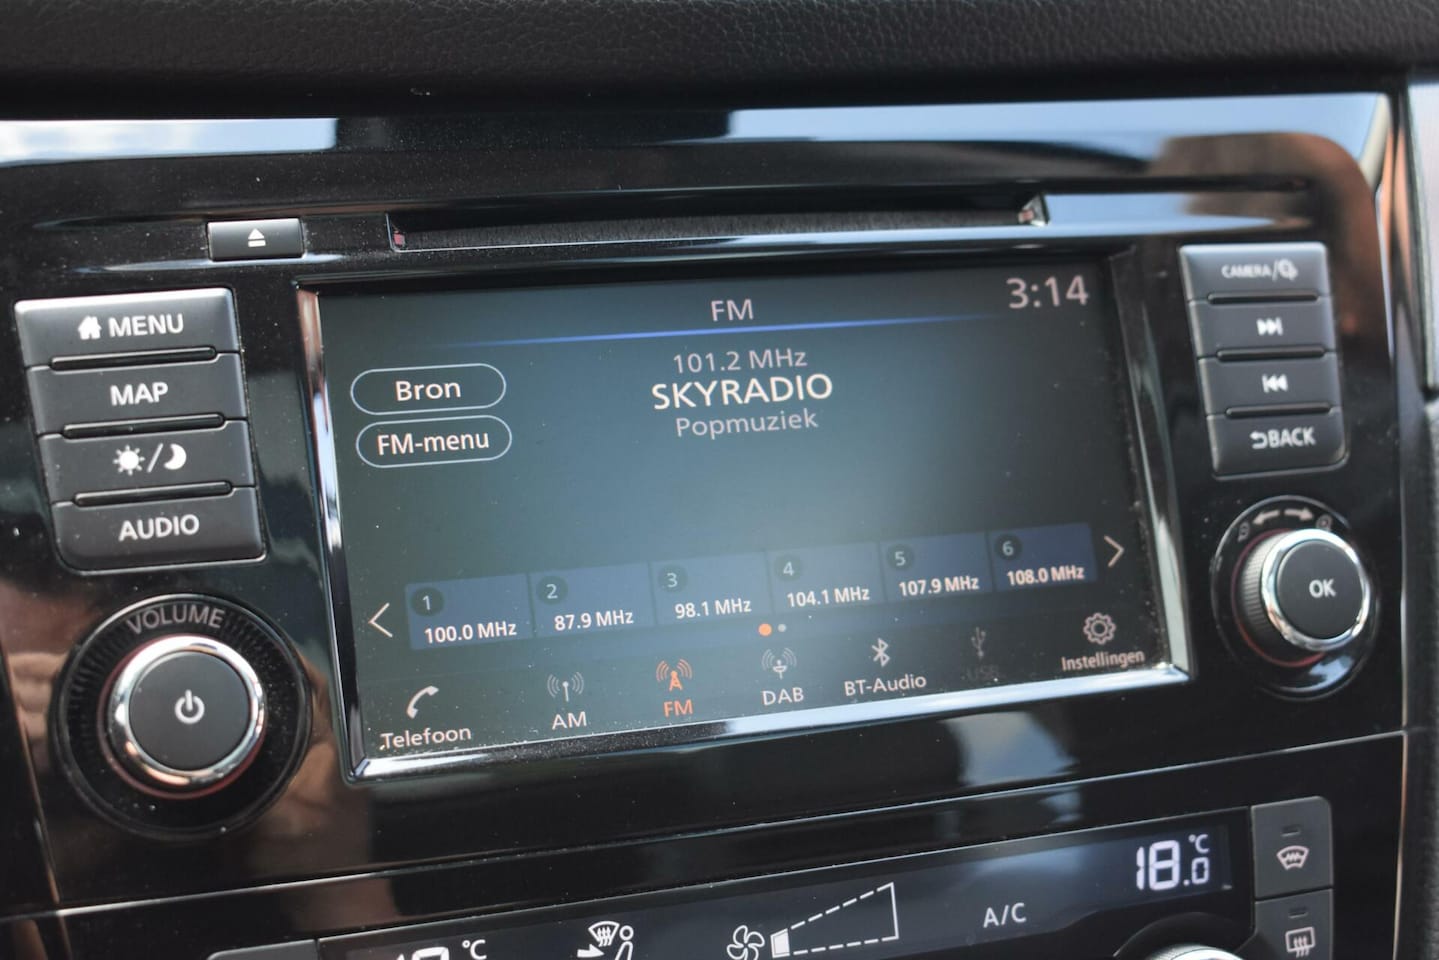 MENU
MAP
AUDIO
VOLUME
FM
3:14
101.2 MHz
SKYRADIO
Popmuziek
Bron
FM-menu
1
100.0 MHz
2
87.9 MHz
3
98.1 MHz
4
104.1 MHz
5
107.9 MHz
6
108.0 MHz
Telefoon
AM
FM
DAB
BT-Audio
USB
Instellingen
CAMERA/
BACK
OK
°C
A/C
18.0 °C